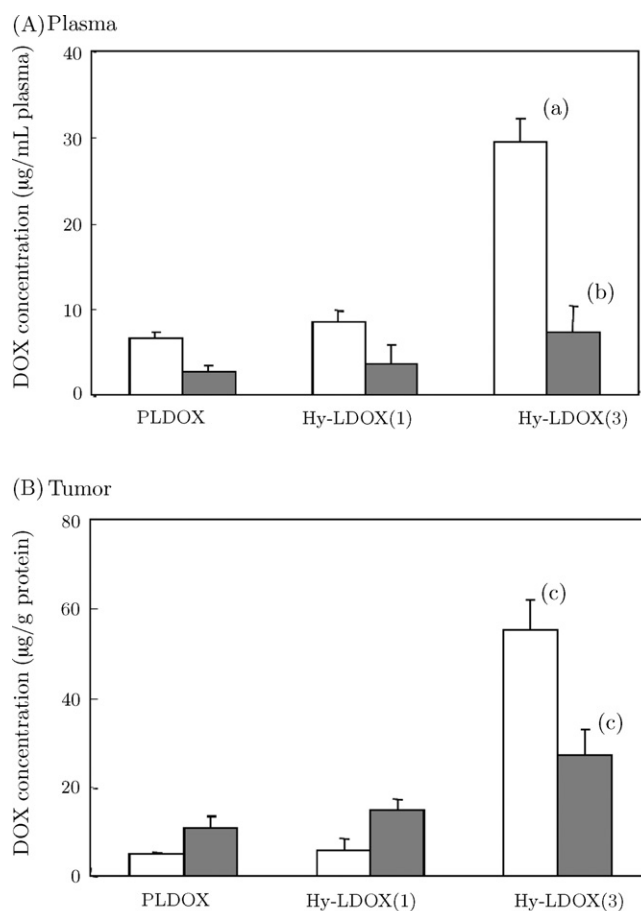 (A) Plasma
DOX concentration (µg/mL plasma)
40
30
20
10
0
(a)
(b)
PLDOX Hy-LDOX(1) Hy-LDOX(3)
(B) Tumor
DOX concentration (µg/g protein)
80
60
40
20
0
(c)
(c)
PLDOX Hy-LDOX(1) Hy-LDOX(3)